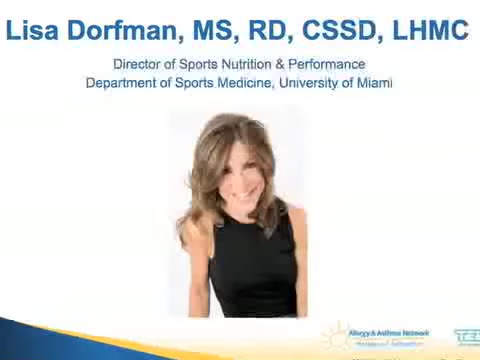 Lisa Dorfman, MS, RD, CSSD, LHMC
Director of Sports Nutrition & Performance
Department of Sports Medicine, University of Miami
Allergy & Asthma Network